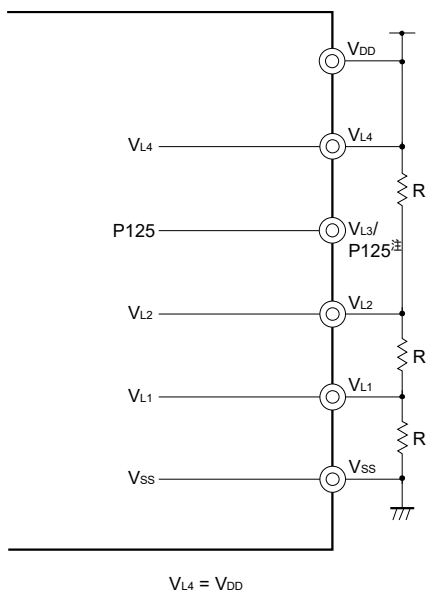 VDD
VL4 VL4
R
P125 VL3/
P125注
VL2 VL2
R
VL1 VL1
R
VSS VSS
VL4 = VDD